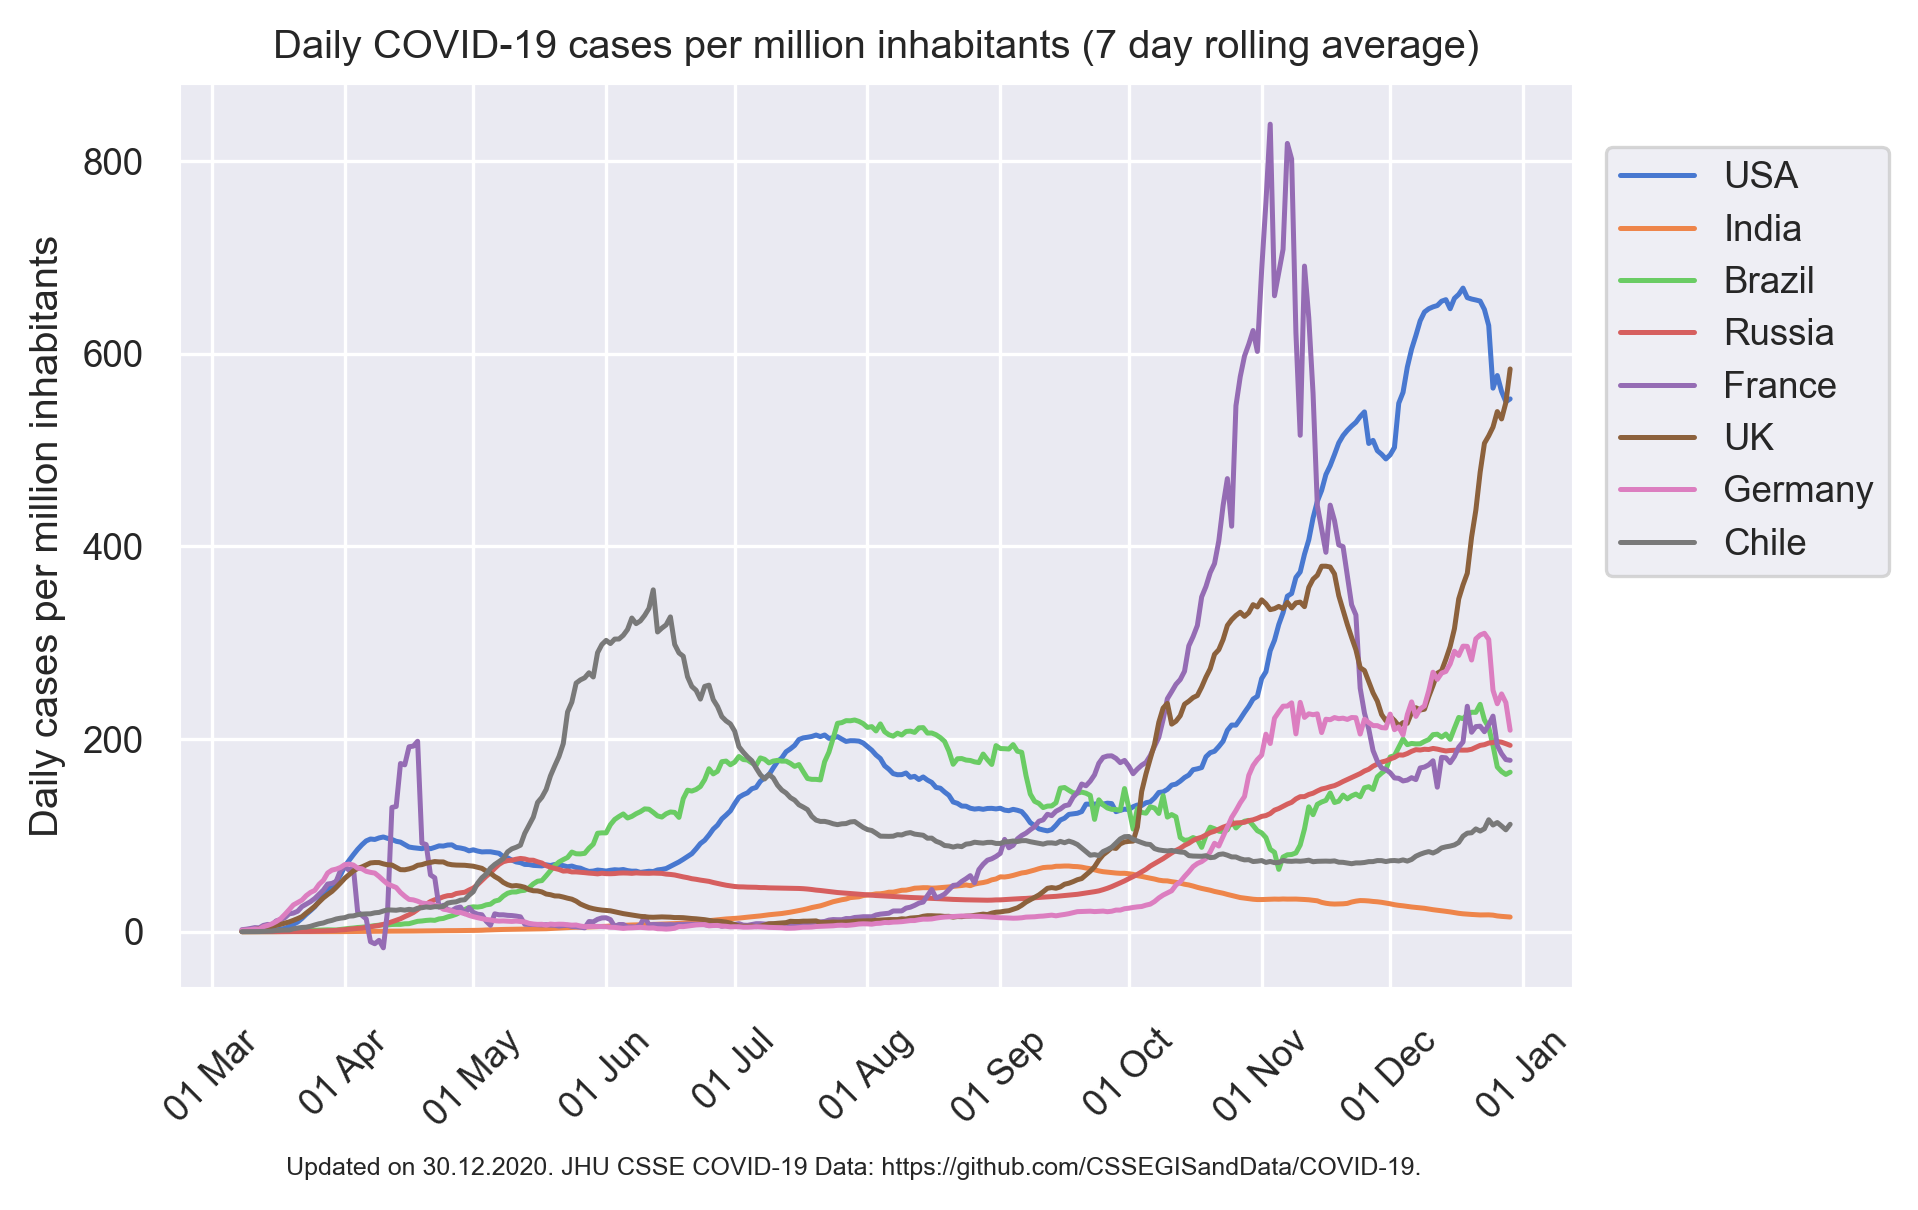 Daily COVID-19 cases per million inhabitants (7 day rolling average)
Daily cases per million inhabitants
800
600
400
200
0
01 Mar
01 Apr
01 May
01 Jun
01 Jul
01 Aug
01 Sep
01 Oct
01 Nov
01 Dec
01 Jan
USA
India
Brazil
Russia
France
UK
Germany
Chile
Updated on 30.12.2020. JHU CSSE COVID-19 Data: https://github.com/CSSEGISandData/COVID-19.